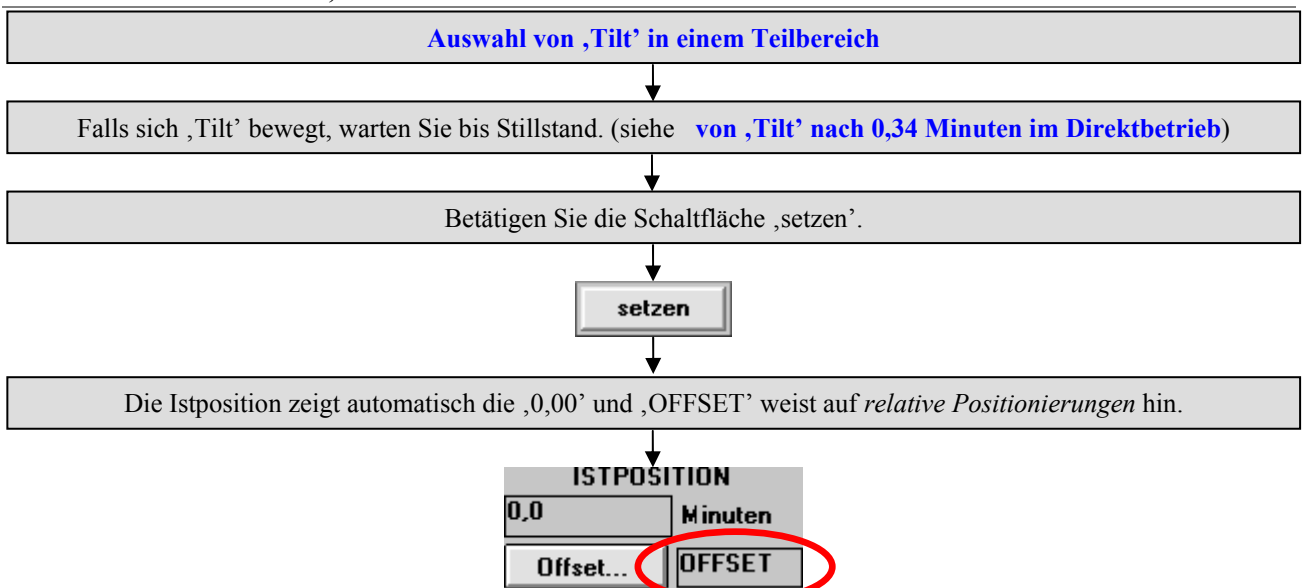 Auswahl von ‚Tilt’ in einem Teilbereich
Falls sich ‚Tilt’ bewegt, warten Sie bis Stillstand. (siehe von ‚Tilt’ nach 0,34 Minuten im Direktbetrieb)
Betätigen Sie die Schaltfläche ‚setzen’.
setzen
Die Istposition zeigt automatisch die ‚0,00’ und ‚OFFSET’ weist auf relative Positionierungen hin.
ISTPOSITION
0,0 Minuten
Offset... OFFSET